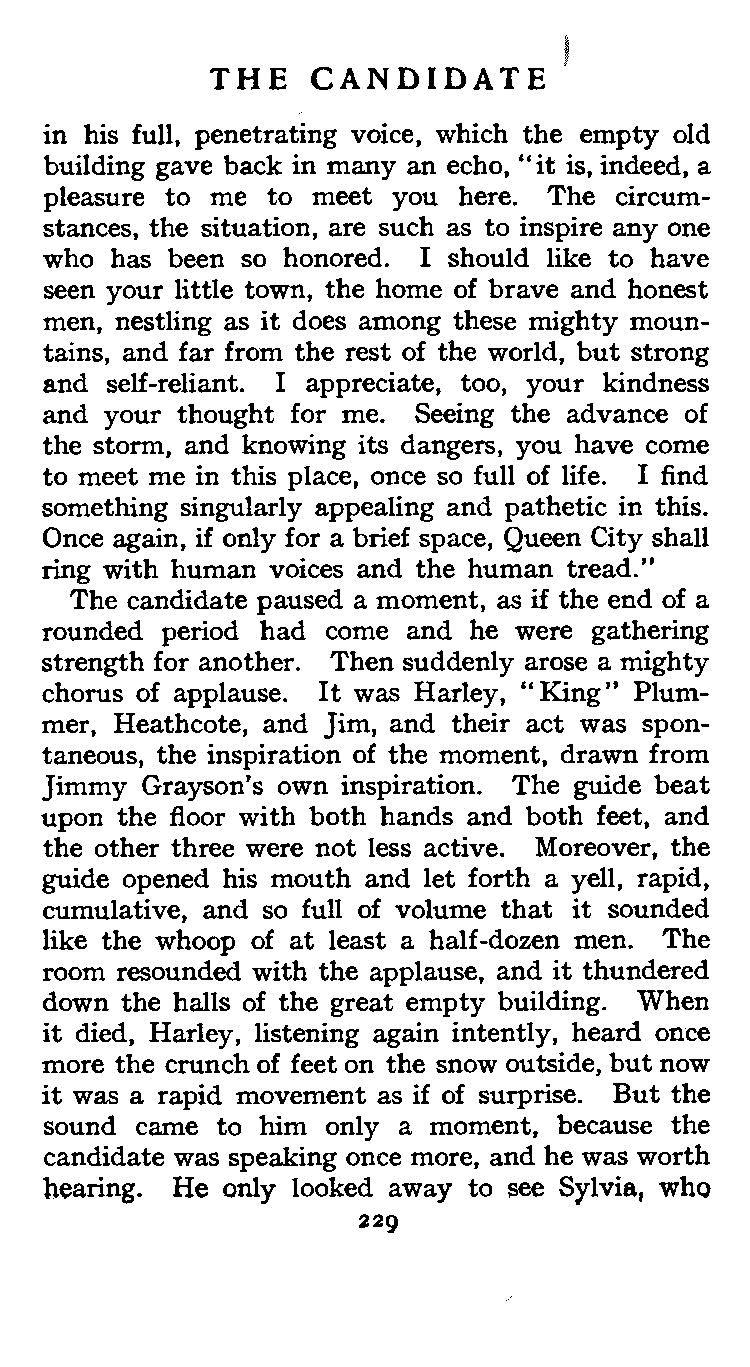 THE CANDIDATE
in his full, penetrating voice, which the empty old
building gave back in many an echo, "it is, indeed, a
pleasure to me to meet you here. The circum-
stances, the situation, are such as to inspire any one
who has been so honored. I should like to have
seen your little town, the home of brave and honest
men, nestling as it does among these mighty moun-
tains, and far from the rest of the world, but strong
and self-reliant. I appreciate, too, your kindness
and your thought for me. Seeing the advance of
the storm, and knowing its dangers, you have come
to meet me in this place, once so full of life. I find
something singularly appealing and pathetic in this.
Once again, if only for a brief space, Queen City shall
ring with human voices and the human tread."
The candidate paused a moment, as if the end of a
rounded period had come and he were gathering
strength for another. Then suddenly arose a mighty
chorus of applause. It was Harley, "King" Plum-
mer, Heathcote, and Jim, and their act was spon-
taneous, the inspiration of the moment, drawn from
Jimmy Grayson's own inspiration. The guide beat
upon the floor with both hands and both feet, and
the other three were not less active. Moreover, the
guide opened his mouth and let forth a yell, rapid,
cumulative, and so full of volume that it sounded
like the whoop of at least a half-dozen men. The
room resounded with the applause, and it thundered
down the halls of the great empty building. When
it died, Harley, listening again intently, heard once
more the crunch of feet on the snow outside, but now
it was a rapid movement as if of surprise. But the
sound came to him only a moment, because the
candidate was speaking once more, and he was worth
hearing. He only looked away to see Sylvia, who
229